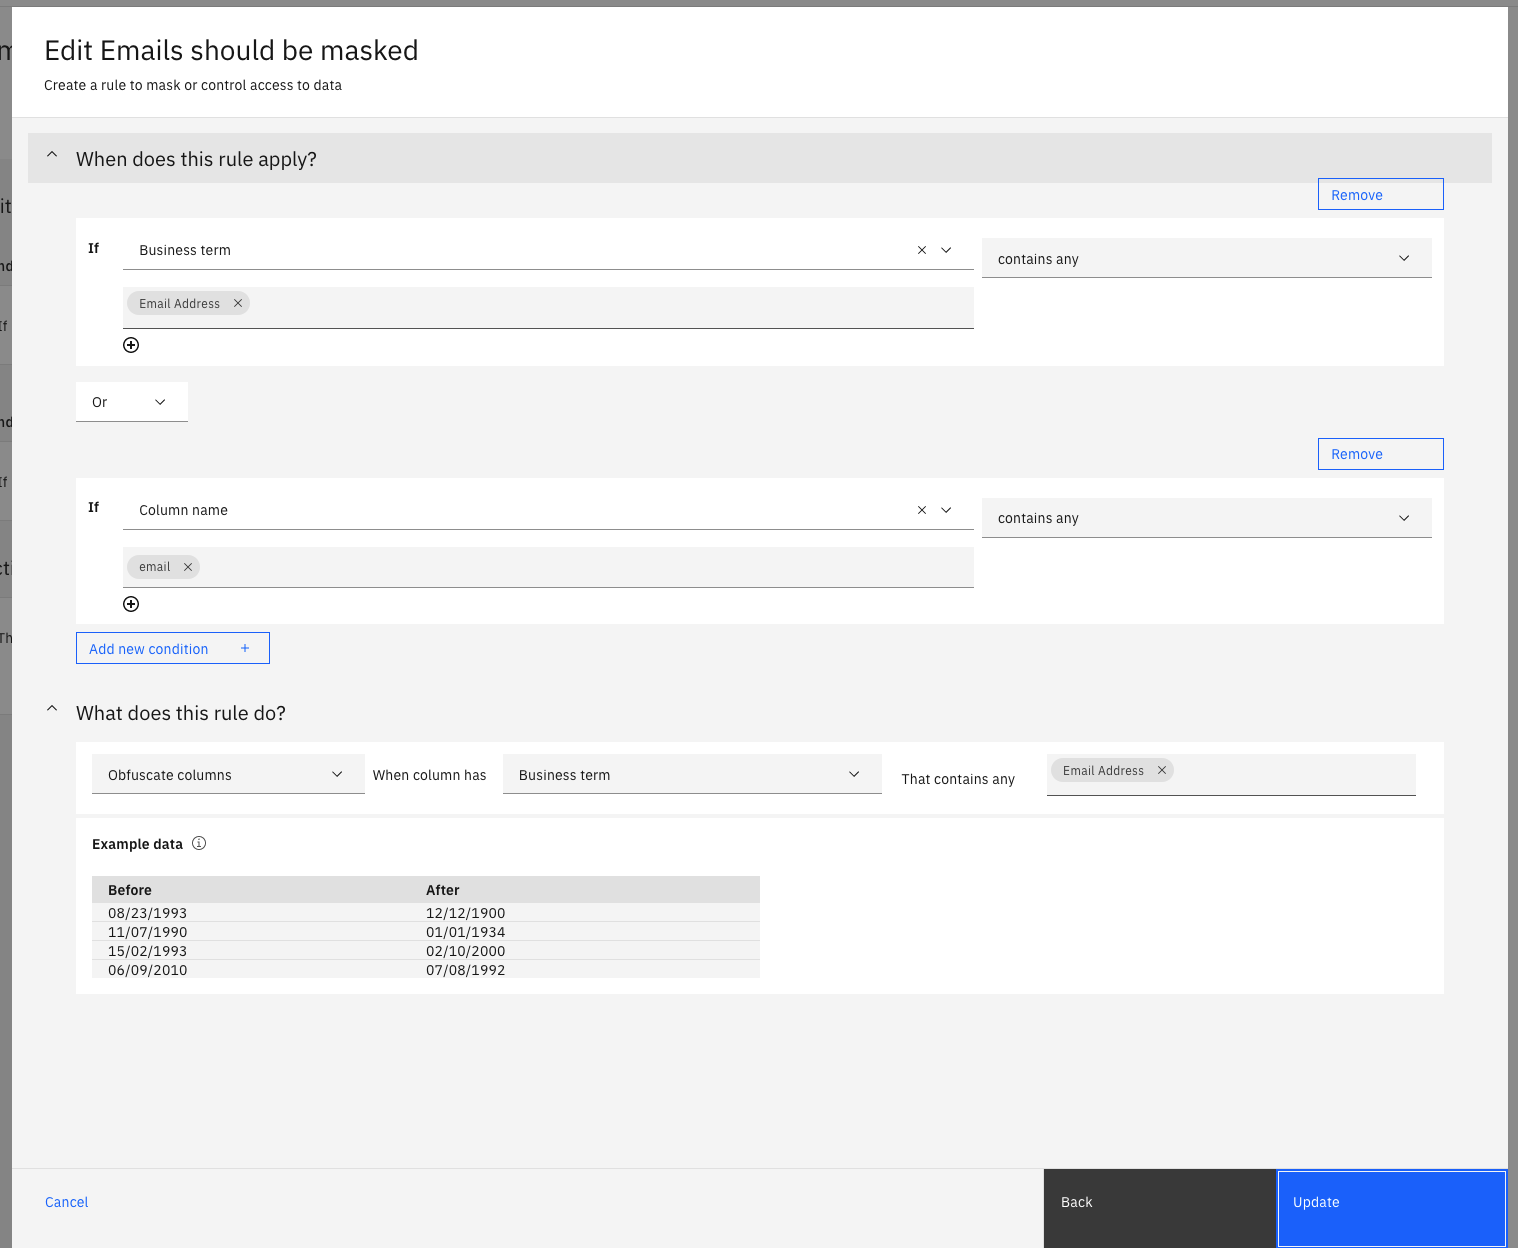 Edit Emails should be masked
Create a rule to mask or control access to data
When does this rule apply?
Remove
If
Business term
contains any
Email Address
Or
Remove
If
Column name
contains any
email
Add new condition +
What does this rule do?
Obfuscate columns
When column has
Business term
That contains any
Email Address
Example data
Before After
08/23/1993 12/12/1900
11/07/1990 01/01/1934
15/02/1993 02/10/2000
06/09/2010 07/08/1992
Cancel
Back
Update